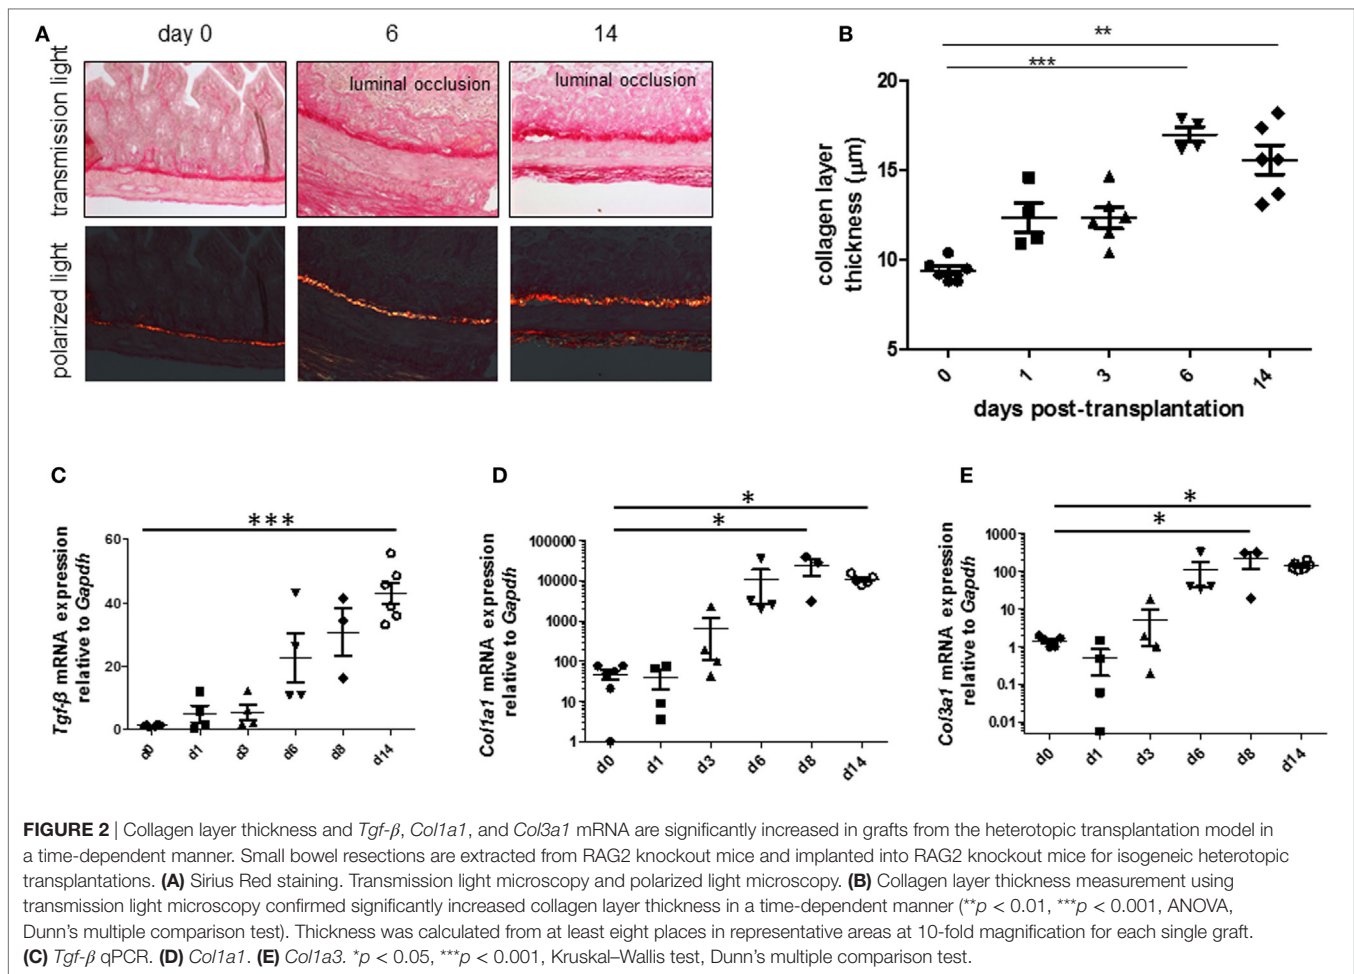 A
day 0
6
14
transmission light
luminal occlusion
luminal occlusion
polarized light
B
**
***
20
15
10
5
collagen layer
thickness (µm)
0
1
3
6
14
days post-transplantation
C
***
60
40
20
0
Tgf-β mRNA expression
relative to Gapdh
d0
d1
d3
d6
d8
d14
D
*
*
100000
10000
1000
100
10
1
Col1a1 mRNA expression
relative to Gapdh
d0
d1
d3
d6
d8
d14
E
*
*
1000
100
10
1
0.1
0.01
Col3a1 mRNA expression
relative to Gapdh
d0
d1
d3
d6
d8
d14
FIGURE 2 | Collagen layer thickness and Tgf-β, Col1a1, and Col3a1 mRNA are significantly increased in grafts from the heterotopic transplantation model in
a time-dependent manner. Small bowel resections are extracted from RAG2 knockout mice and implanted into RAG2 knockout mice for isogeneic heterotopic
transplantations. (A) Sirius Red staining. Transmission light microscopy and polarized light microscopy. (B) Collagen layer thickness measurement using
transmission light microscopy confirmed significantly increased collagen layer thickness in a time-dependent manner (**p < 0.01, ***p < 0.001, ANOVA,
Dunn's multiple comparison test). Thickness was calculated from at least eight places in representative areas at 10-fold magnification for each single graft.
(C) Tgf-β qPCR. (D) Col1a1. (E) Col1a3. *p < 0.05, ***p < 0.001, Kruskal–Wallis test, Dunn's multiple comparison test.